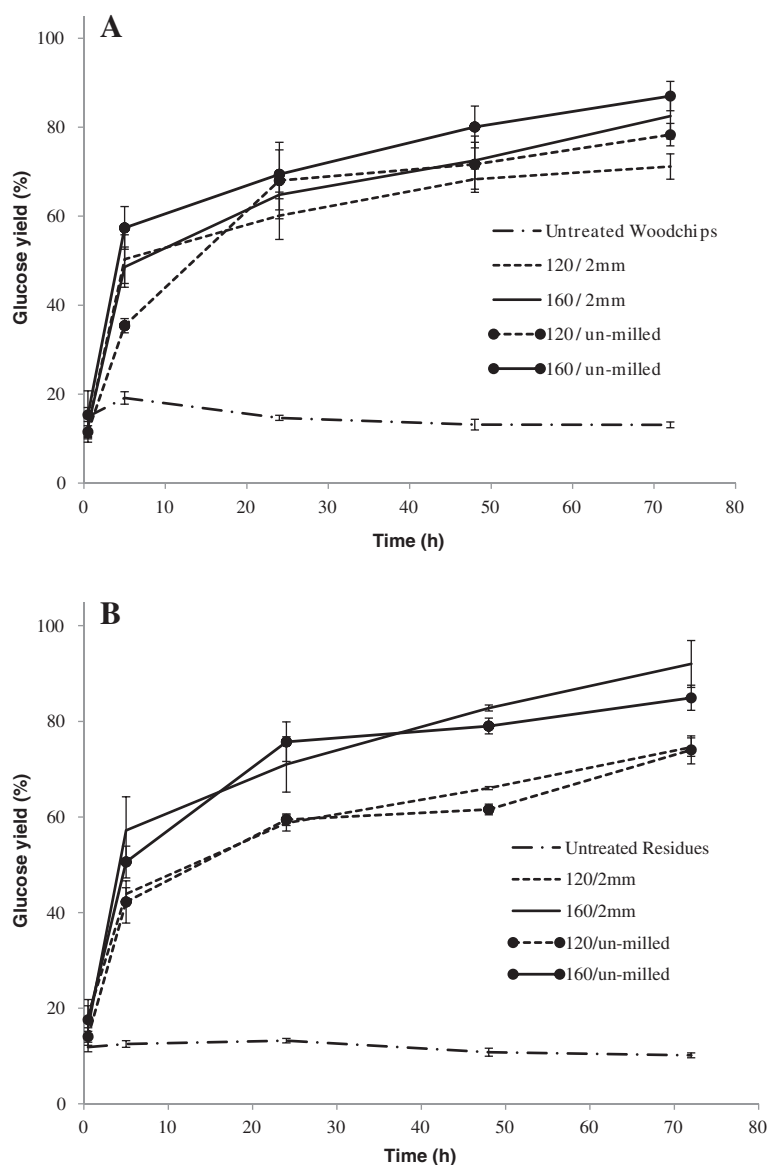 A
100
80
60
40
20
0
Glucose yield (%)
Untreated Woodchips
120/ 2mm
160/ 2mm
120/ un-milled
160/ un-milled
0 10 20 30 40 50 60 70 80
Time (h)
B
100
80
60
40
20
0
Glucose yield (%)
Untreated Residues
120/2mm
160/2mm
120/un-milled
160/un-milled
0 10 20 30 40 50 60 70 80
Time (h)